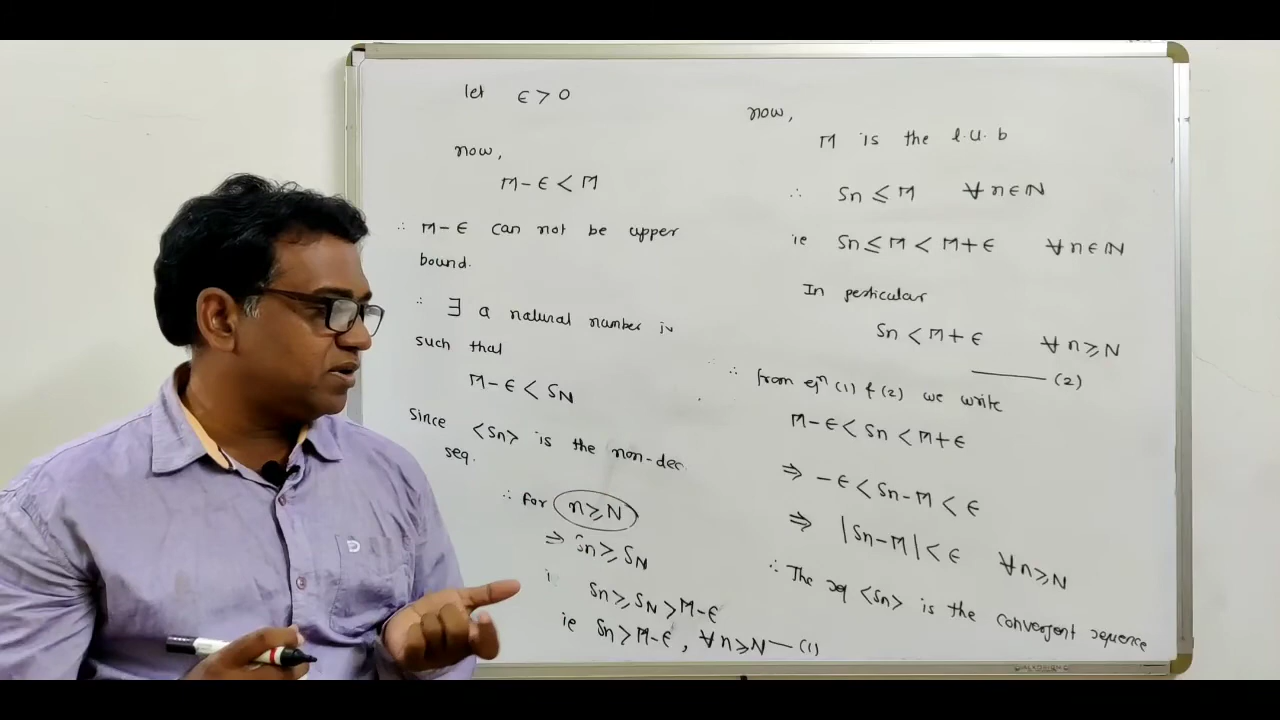 let ϵ > 0
now,
M - ϵ < M
∴ M - ϵ can not be upper
bound.
∴ ∃ a natural number N
such that
M - ϵ < SN
Since <Sn> is the non-dec.
seq.
∴ for n ≥ N
⇒ Sn ≥ SN
Sn ≥ SN > M - ϵ
ie Sn > M - ϵ, ∀ n ≥ N — (1)
now,
M is the l.u.b
∴ Sn ≤ M ∀ n ∈ ℕ
ie Sn ≤ M < M + ϵ ∀ n ∈ ℕ
In perticular
Sn < M + ϵ ∀ n ≥ N
— (2)
∴ from eqⁿ (1) & (2) we write
M - ϵ < Sn < M + ϵ
⇒ - ϵ < Sn - M < ϵ
⇒ |Sn - M| < ϵ ∀ n ≥ N
∴ The seq <Sn> is the convergent sequence